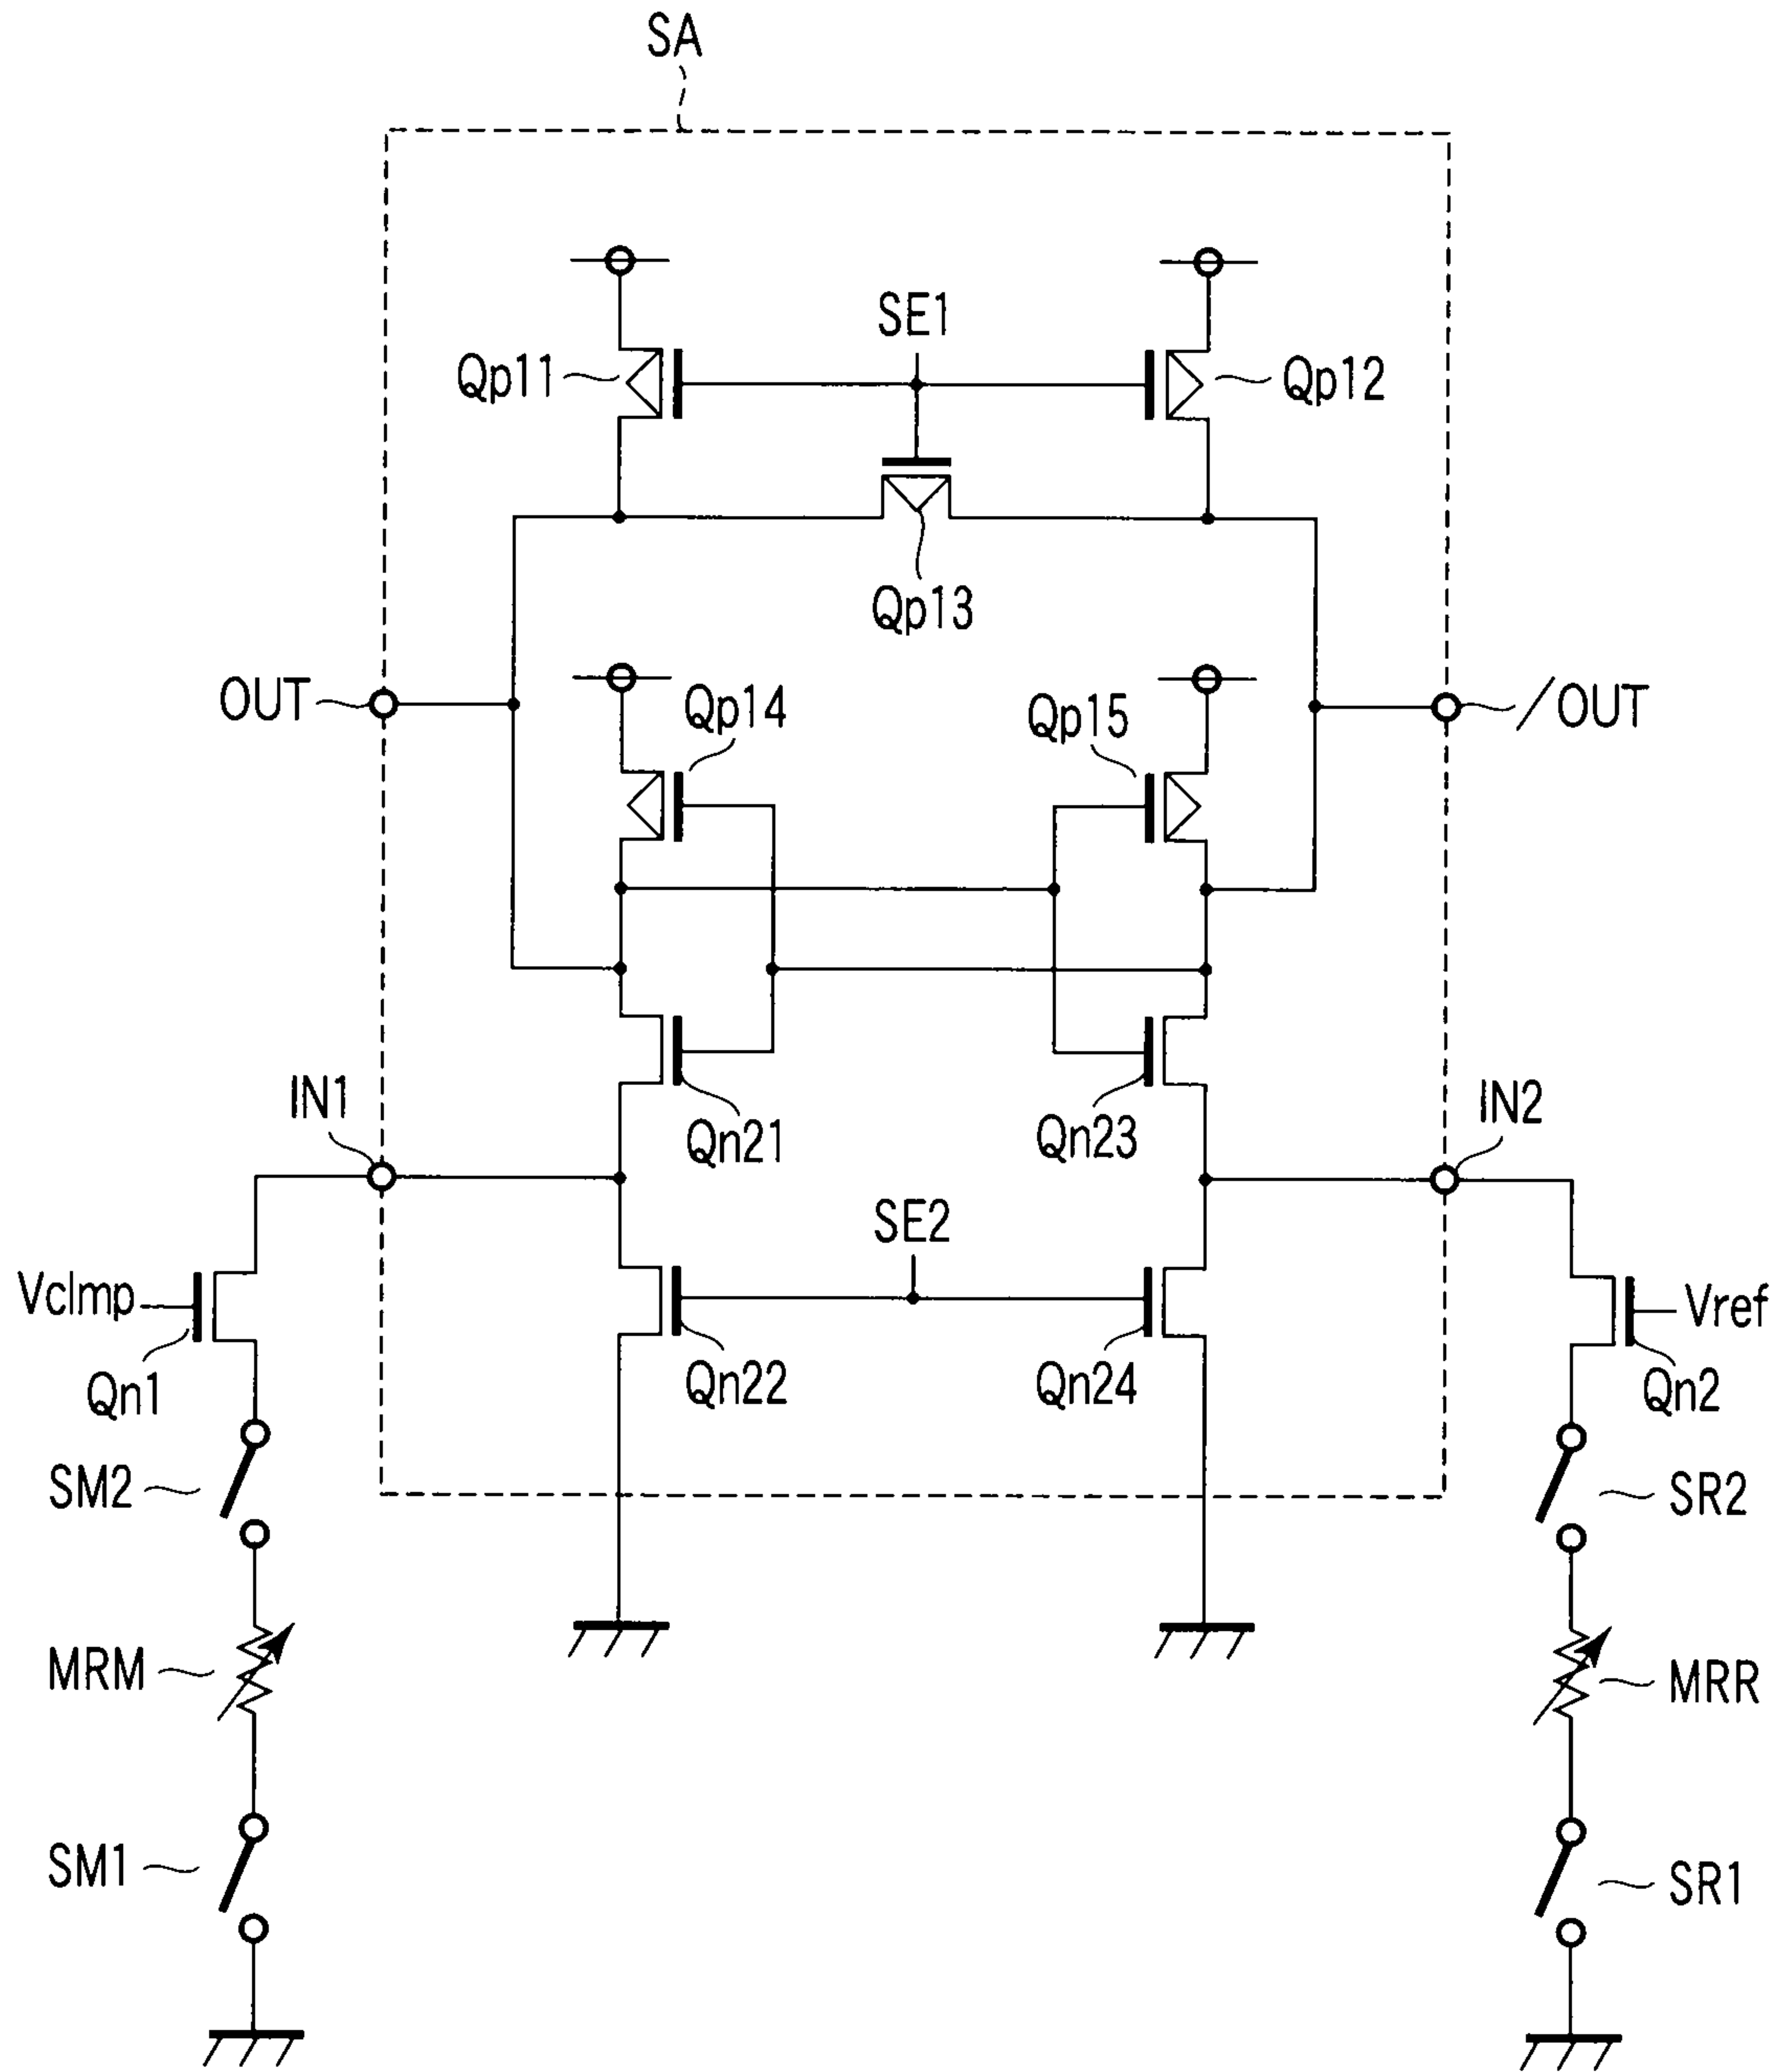 SA
SE1
Qp11
Qp12
Qp13
OUT
Qp14
Qp15
/OUT
IN1
Qn21
Qn23
IN2
SE2
Vclmp
Vref
Qn1
Qn22
Qn24
Qn2
SM2
SR2
MRM
MRR
SM1
SR1